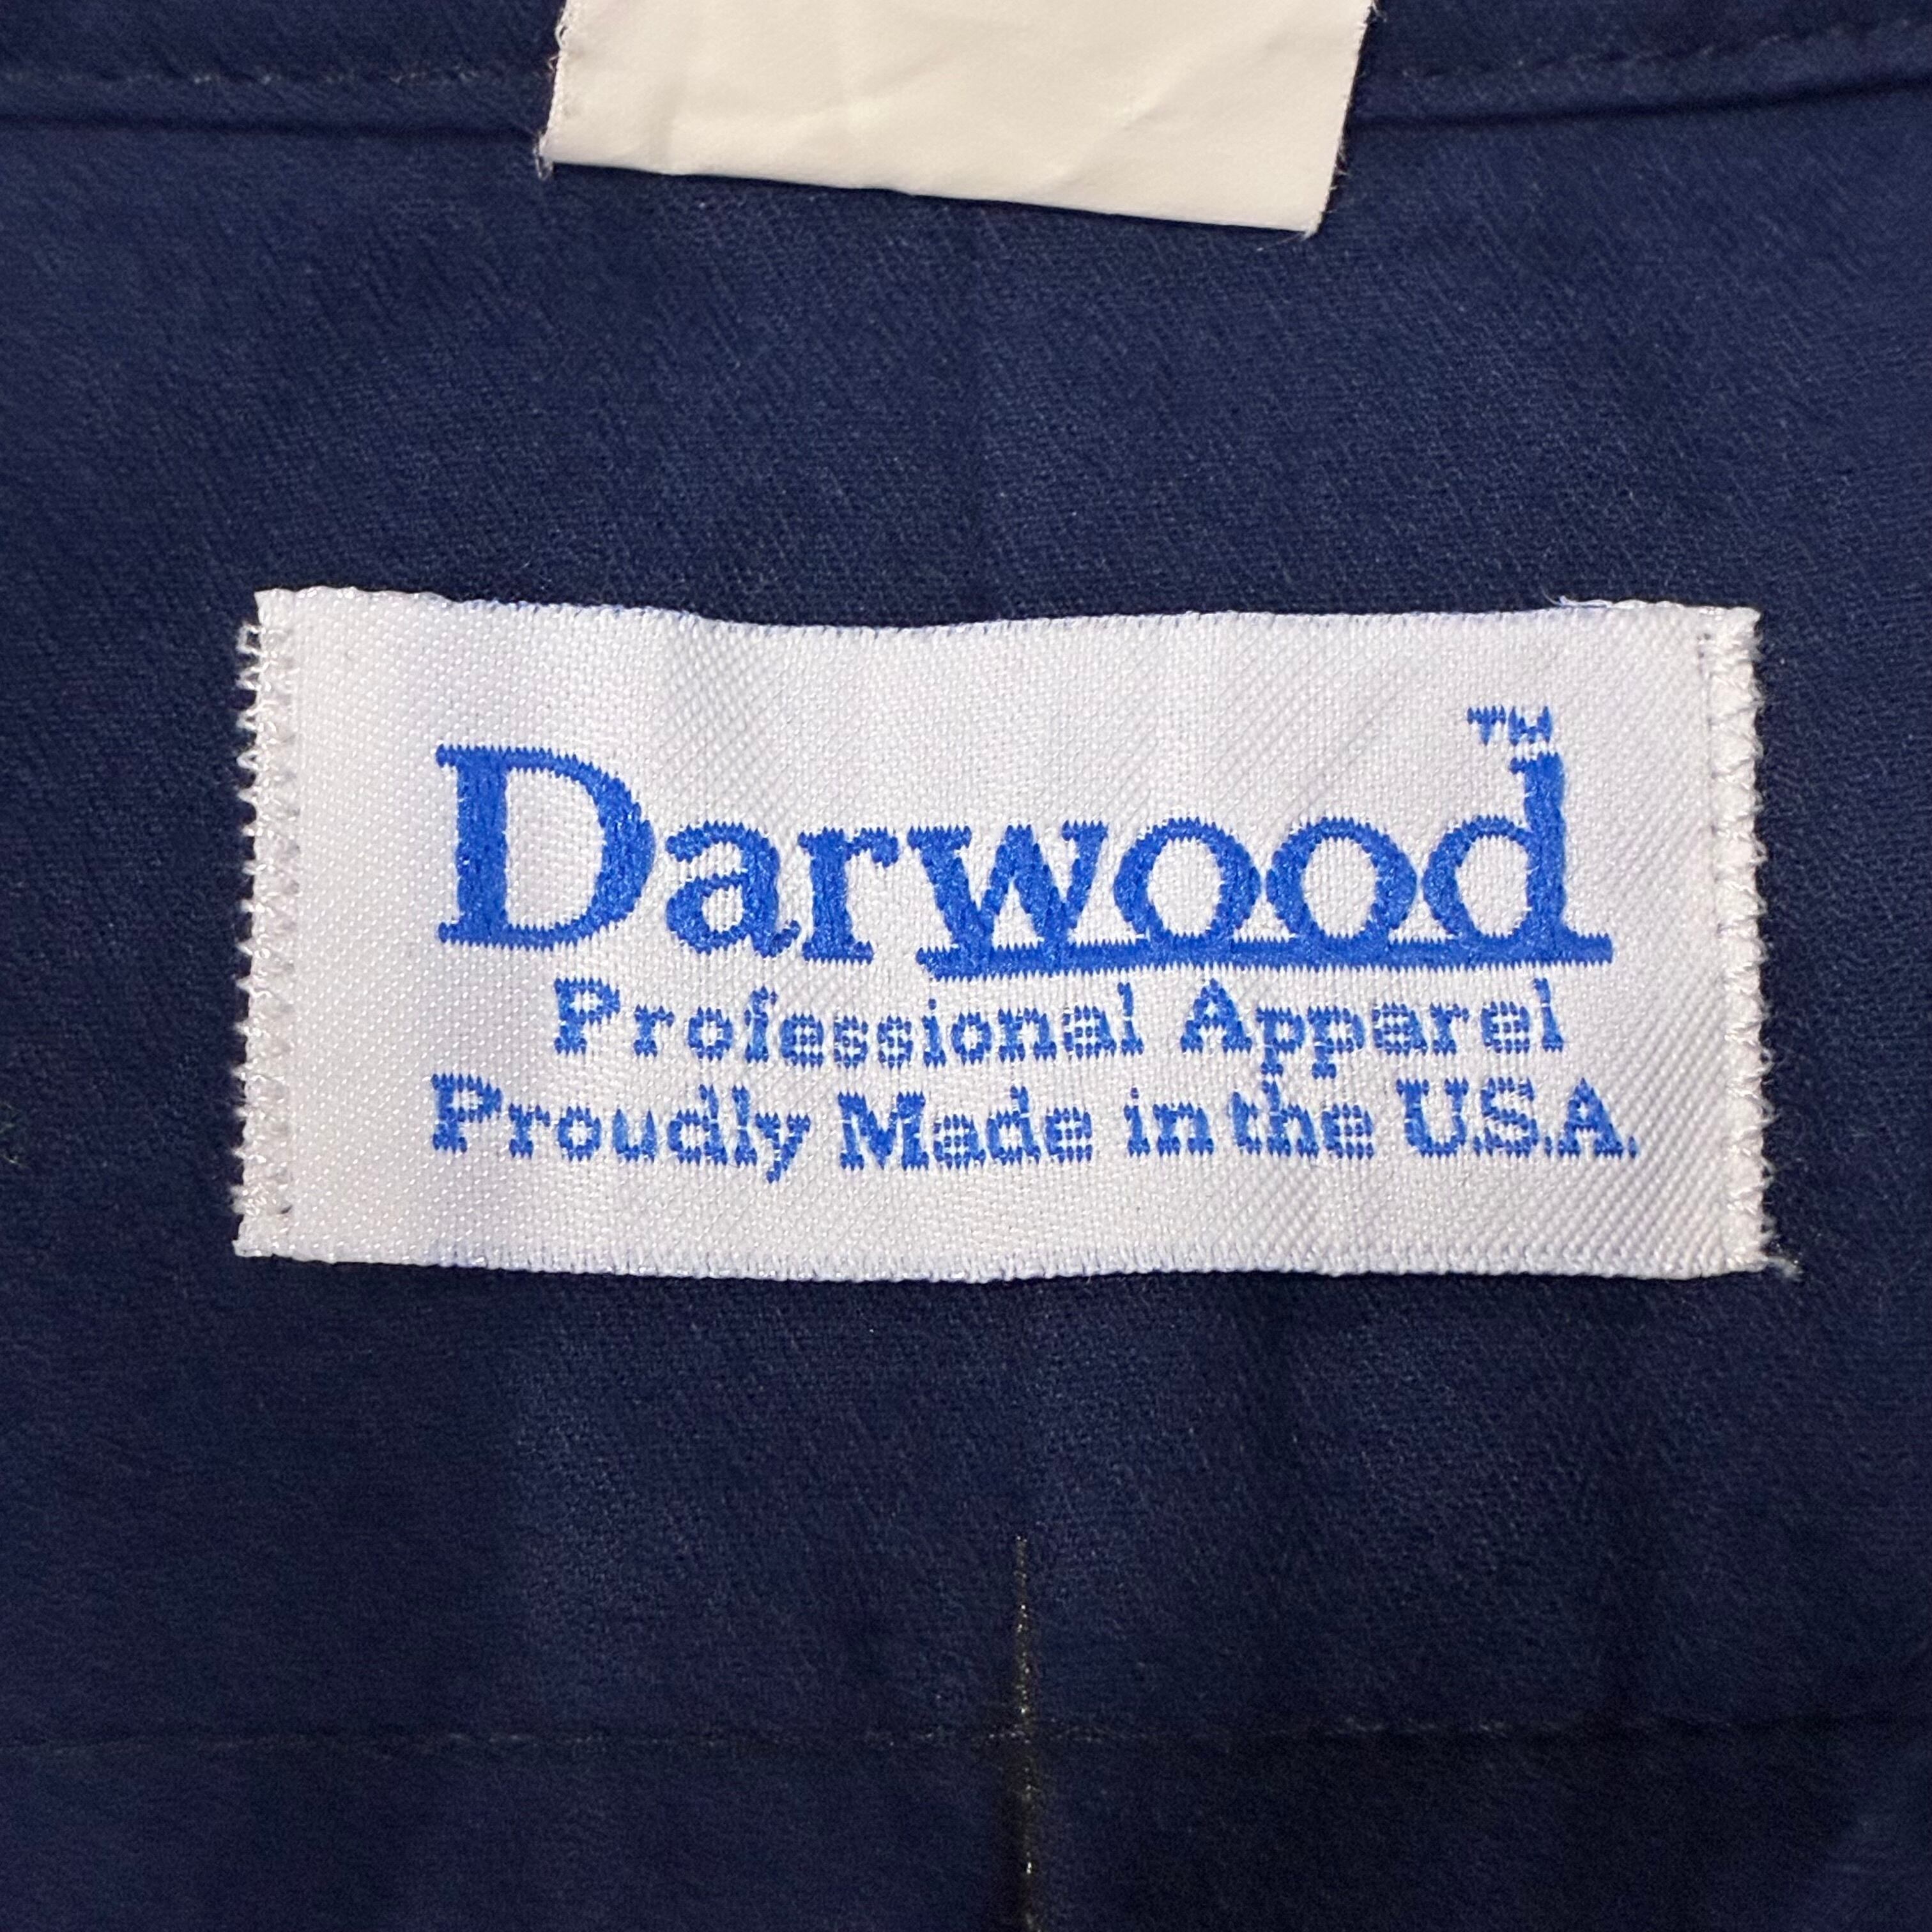 Darwood™
Professional Apparel
Proudly Made in the U.S.A.